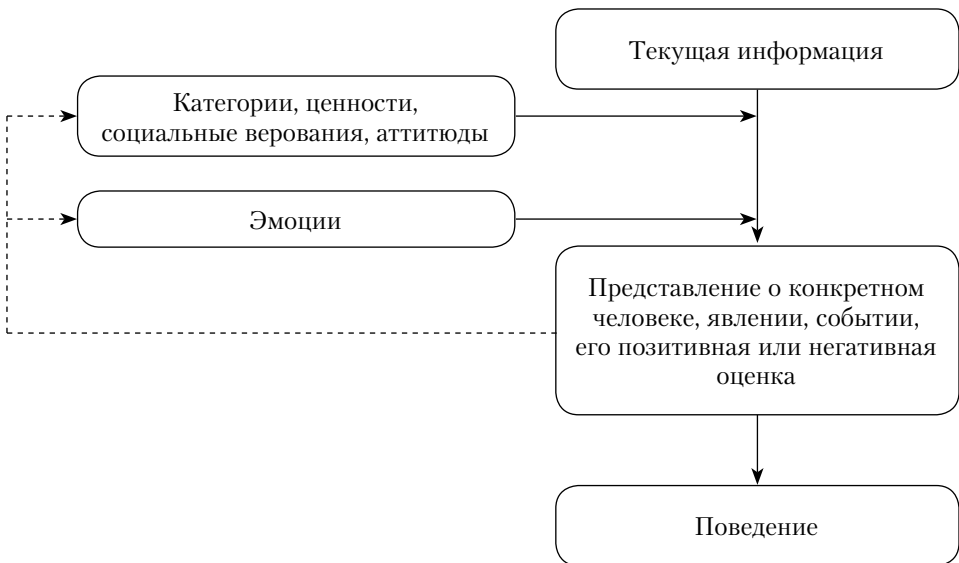 Текущая информация
Категории, ценности,
социальные верования, аттитюды
Эмоции
Представление о конкретном
человеке, явлении, событии,
его позитивная или негативная
оценка
Поведение